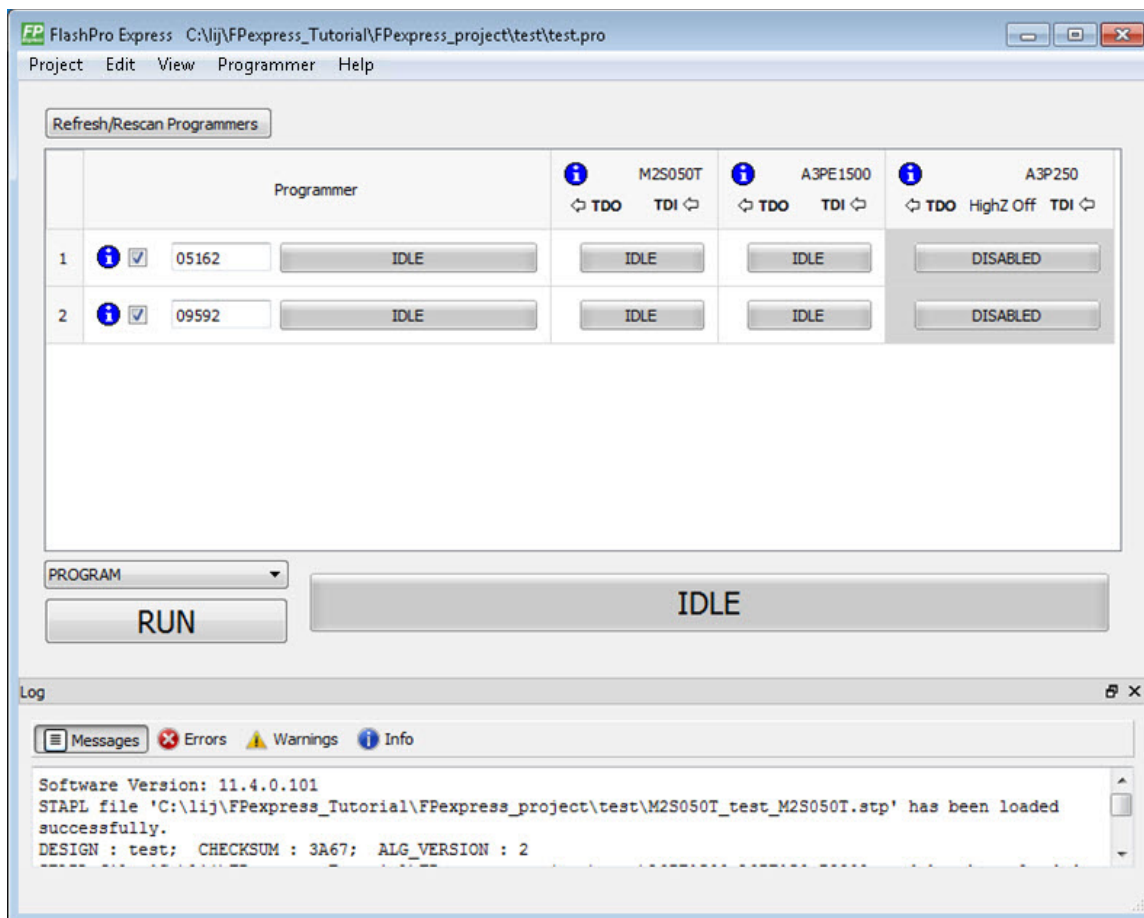 FP FlashPro Express C:\lij\FPexpress_Tutorial\FPexpress_project\test\test.pro
Project Edit View Programmer Help
Refresh/Rescan Programmers
Programmer
M2S050T
TDO TDI
A3PE1500
TDO TDI
A3P250
TDO HighZ Off TDI
1 05162 IDLE IDLE IDLE DISABLED
2 09592 IDLE IDLE IDLE DISABLED
PROGRAM
RUN
IDLE
Log
Messages Errors Warnings Info
Software Version: 11.4.0.101
STAPL file 'C:\lij\FPexpress_Tutorial\FPexpress_project\test\M2S050T_test_M2S050T.stp' has been loaded
successfully.
DESIGN : test; CHECKSUM : 3A67; ALG_VERSION : 2